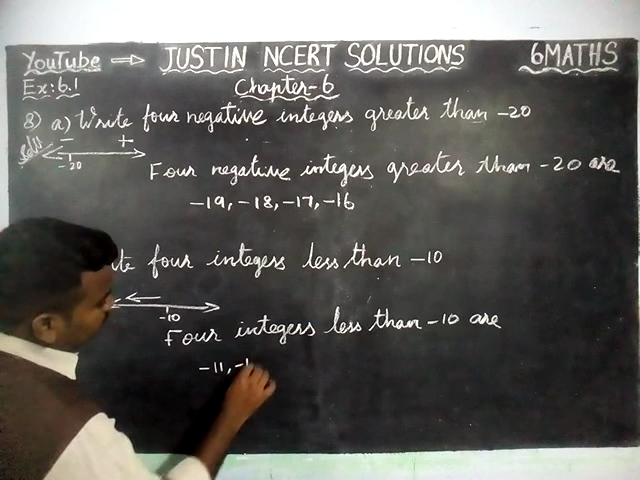 YouTube ⇒ JUSTIN NCERT SOLUTIONS 6MATHS
Ex: 6.1 Chapter-6
8) a) Write four negative integers greater than -20
Soln - +
-20
Four negative integers greater than -20 are
-19, -18, -17, -16
four integers less than -10
-10
Four integers less than -10 are
-11, -1